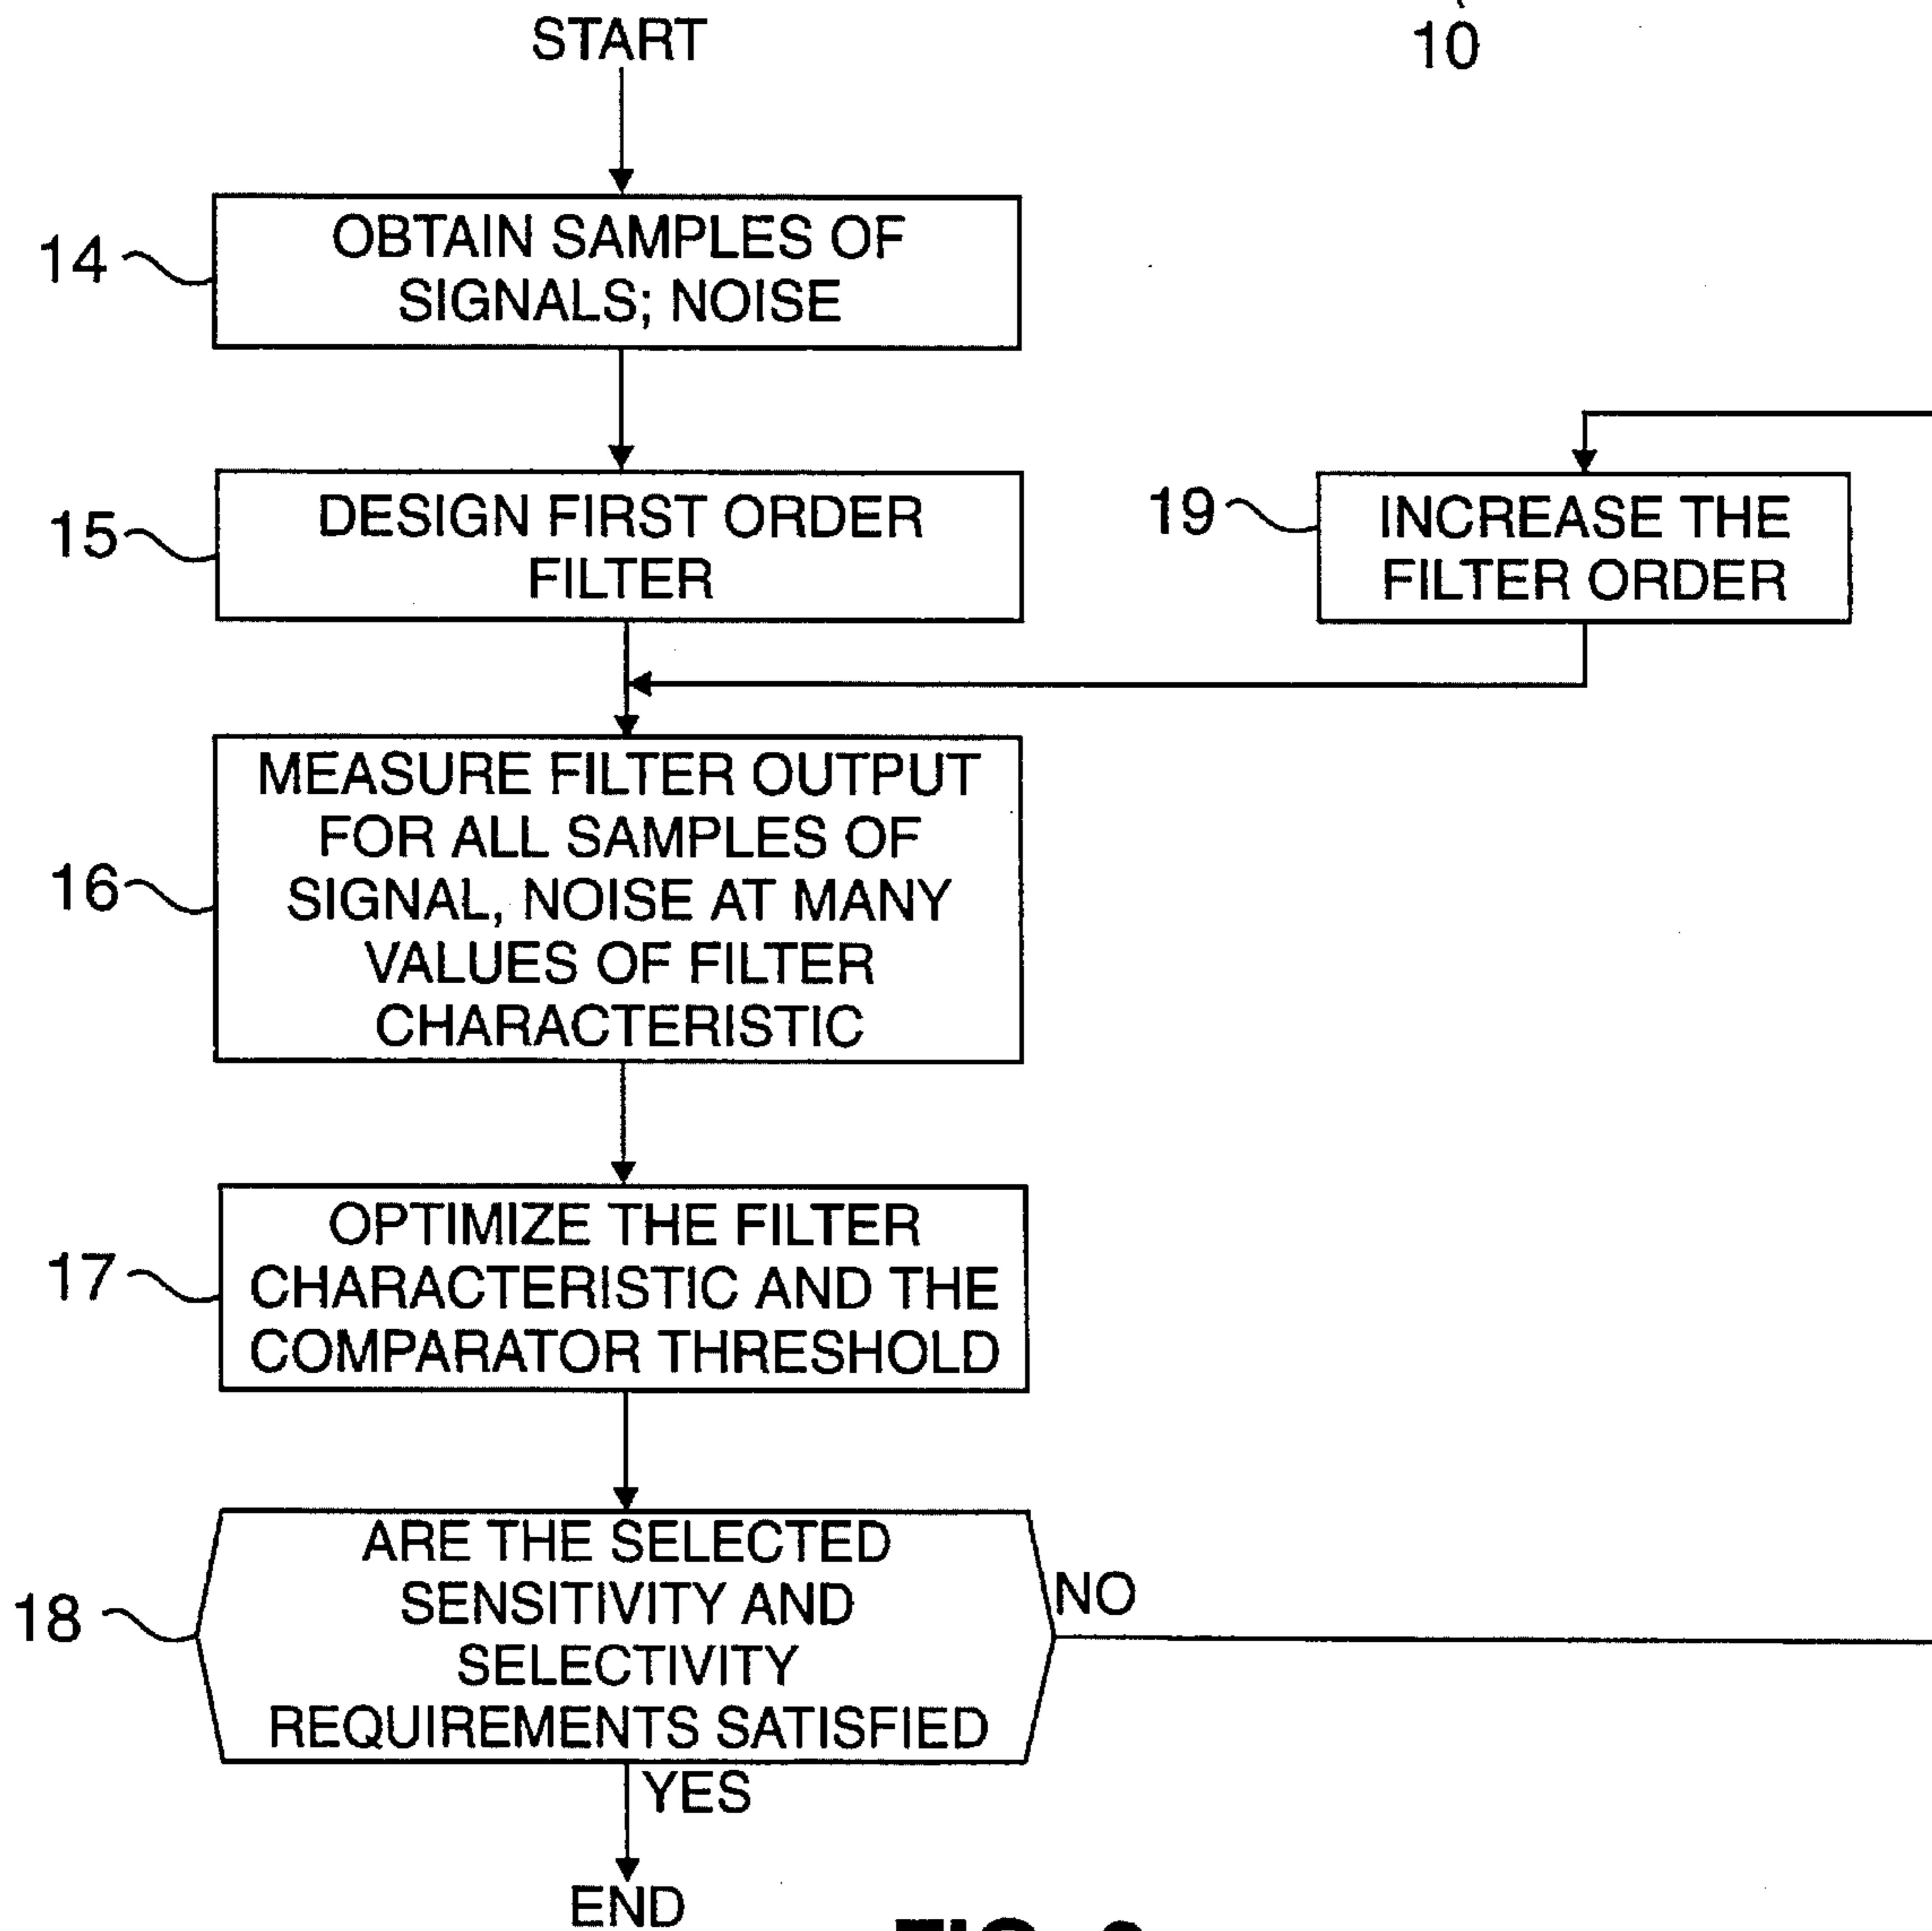 START
10
14
OBTAIN SAMPLES OF
SIGNALS; NOISE
15
DESIGN FIRST ORDER
FILTER
19
INCREASE THE
FILTER ORDER
16
MEASURE FILTER OUTPUT
FOR ALL SAMPLES OF
SIGNAL, NOISE AT MANY
VALUES OF FILTER
CHARACTERISTIC
17
OPTIMIZE THE FILTER
CHARACTERISTIC AND THE
COMPARATOR THRESHOLD
18
ARE THE SELECTED
SENSITIVITY AND
SELECTIVITY
REQUIREMENTS SATISFIED
NO
YES
END